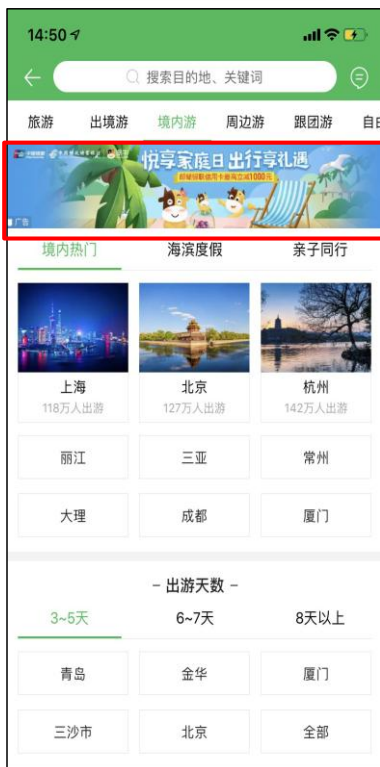 14:50
搜索目的地、关键词
旅游 出境游 境内游 周边游 跟团游 自由
悦享家庭日出行享礼遇
广告
境内热门 海滨度假 亲子同行
上海 北京 杭州
118万人出游 127万人出游 142万人出游
丽江 三亚 常州
大理 成都 厦门
– 出游天数 –
3~5天 6~7天 8天以上
青岛 金华 厦门
三沙市 北京 全部